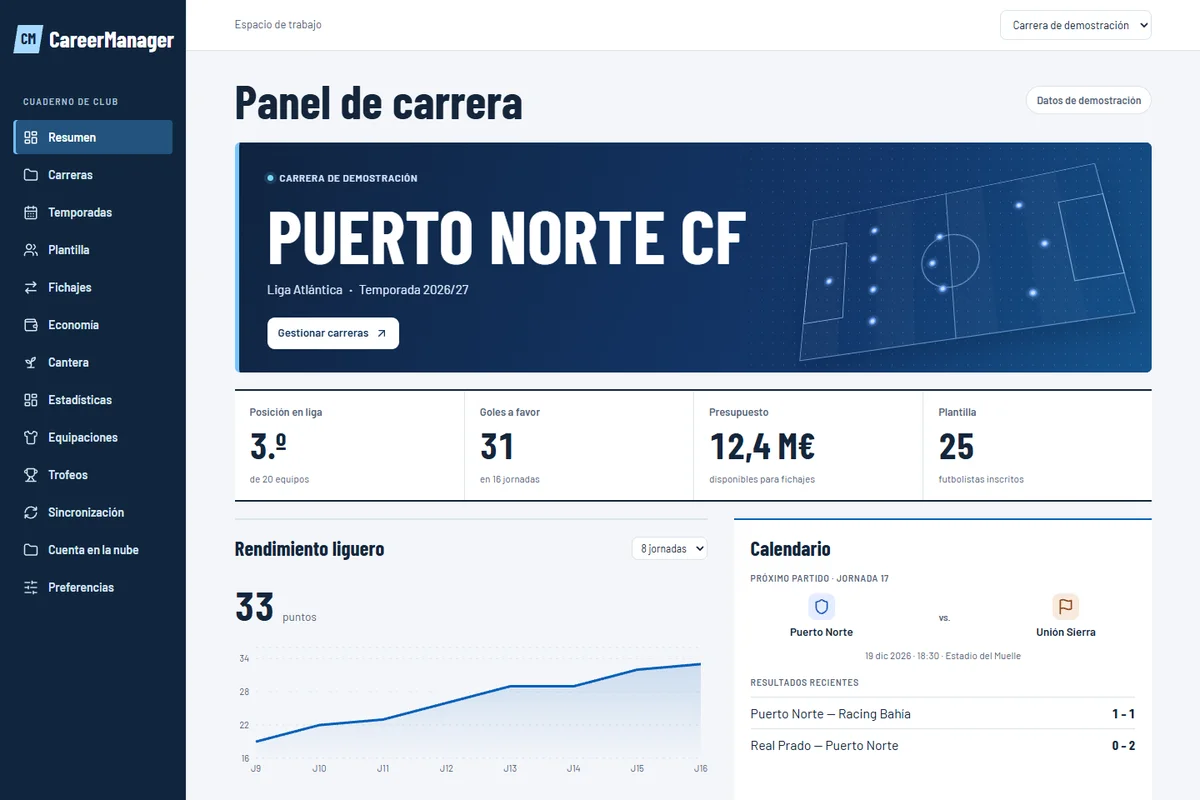 CM CareerManager
CUADERNO DE CLUB
Resumen
Carreras
Temporadas
Plantilla
Fichajes
Economía
Cantera
Estadísticas
Equipaciones
Trofeos
Sincronización
Cuenta en la nube
Preferencias
Espacio de trabajo
Carrera de demostración
Panel de carrera
Datos de demostración
CARRERA DE DEMOSTRACIÓN
PUERTO NORTE CF
Liga Atlántica · Temporada 2026/27
Gestionar carreras
Posición en liga
3.º
de 20 equipos
Goles a favor
31
en 16 jornadas
Presupuesto
12,4 M€
disponibles para fichajes
Plantilla
25
futbolistas inscritos
Rendimiento liguero
8 jornadas
33 puntos
34
28
22
16
J9 J10 J11 J12 J13 J14 J15 J16
Calendario
PRÓXIMO PARTIDO · JORNADA 17
Puerto Norte vs. Unión Sierra
19 dic 2026 · 18:30 · Estadio del Muelle
RESULTADOS RECIENTES
Puerto Norte — Racing Bahía 1 - 1
Real Prado — Puerto Norte 0 - 2